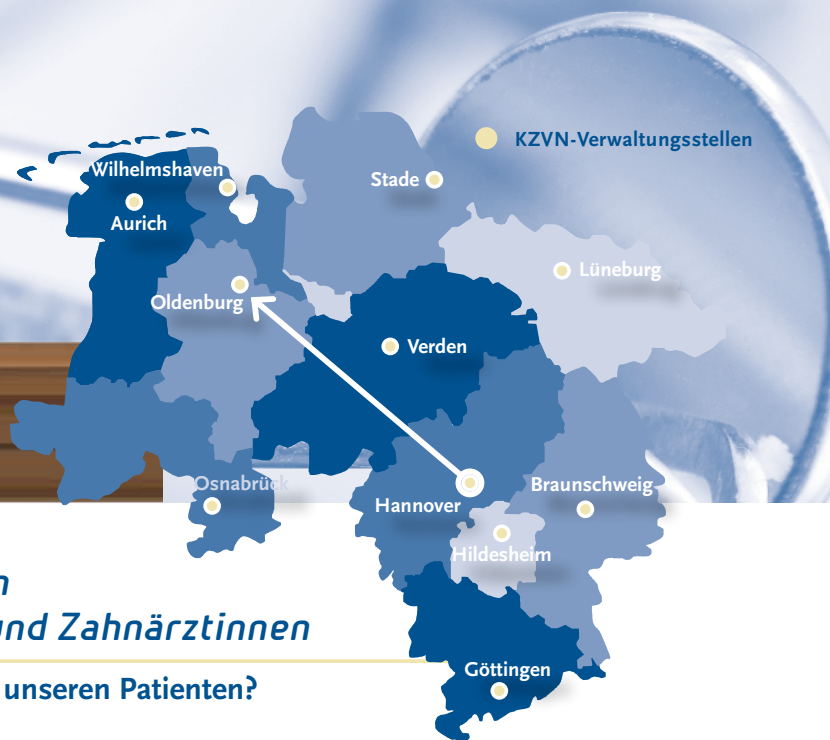 KZVN-Verwaltungsstellen
Wilhelmshaven
Stade
Aurich
Lüneburg
Oldenburg
Verden
Osnabrück
Braunschweig
Hannover
Hildesheim
n
und Zahnärztinnen
Göttingen
unseren Patienten?